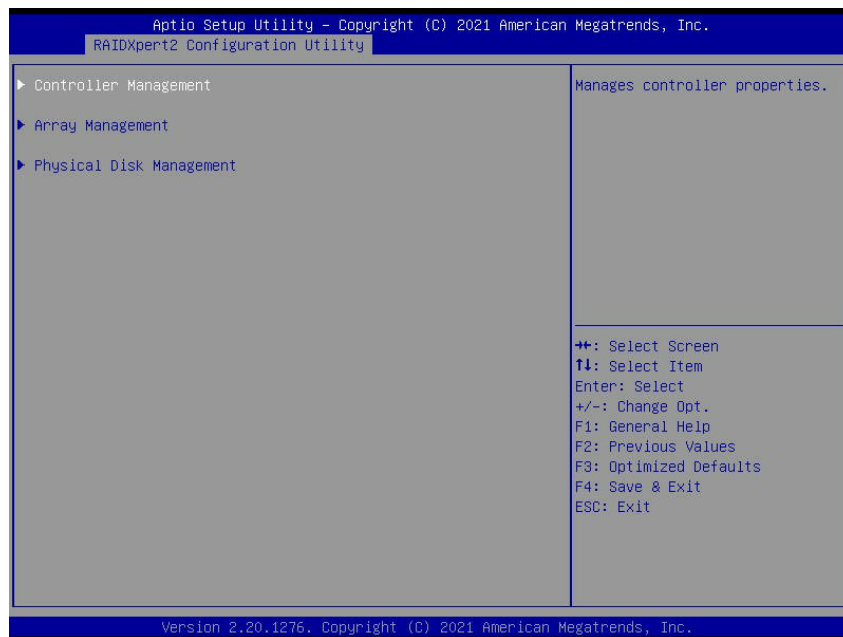 Aptio Setup Utility – Copyright (C) 2021 American Megatrends, Inc.
RAIDXpert2 Configuration Utility
▶ Controller Management
▶ Array Management
▶ Physical Disk Management
Manages controller properties.
→←: Select Screen
↑↓: Select Item
Enter: Select
+/-: Change Opt.
F1: General Help
F2: Previous Values
F3: Optimized Defaults
F4: Save & Exit
ESC: Exit
Version 2.20.1276. Copyright (C) 2021 American Megatrends, Inc.